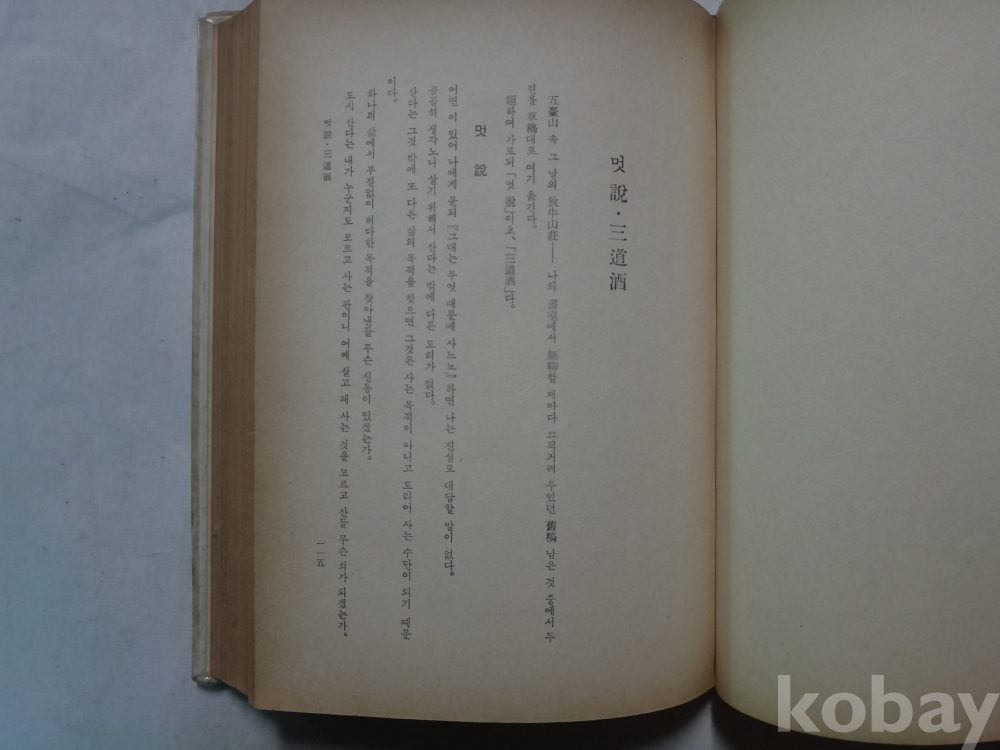 멋 說・三道酒
五臺山 속 그 낡의 放牛山莊── 나의 書室에서 無聊할 제마다 끄적거려 두었던 舊稿 남은 것 중에서 두
편을 草稿대로 여기 옮긴다。
題하여 가로되「멋 說」이요、「三道酒」다。
멋 說
어떤 이 있어 나에게 묻되『그대는 무엇 때문에 사느뇨』하면 나는 진실로 대답할 말이 없다。
곰곰히 생각노니 살기 위해서 산다는 밖에 다른 도리가 없다。
산다는 그것 밖에 또 다른 삶의 목적을 찾으면 그것은 사는 목적이 아니고 도리어 사는 수단이 되기 때문
이다。
하나의 삶에서 부질없이 허다한 목적을 찾아낸들 무슨 신통이 있겠는가。
도시 산다는 내가 누군지도 모르고 사는 판이니 어째 살고 왜 사는 것을 모르고 산들 무슨 죄가 되겠는가。
멋 說・三道酒
一一五
kobay